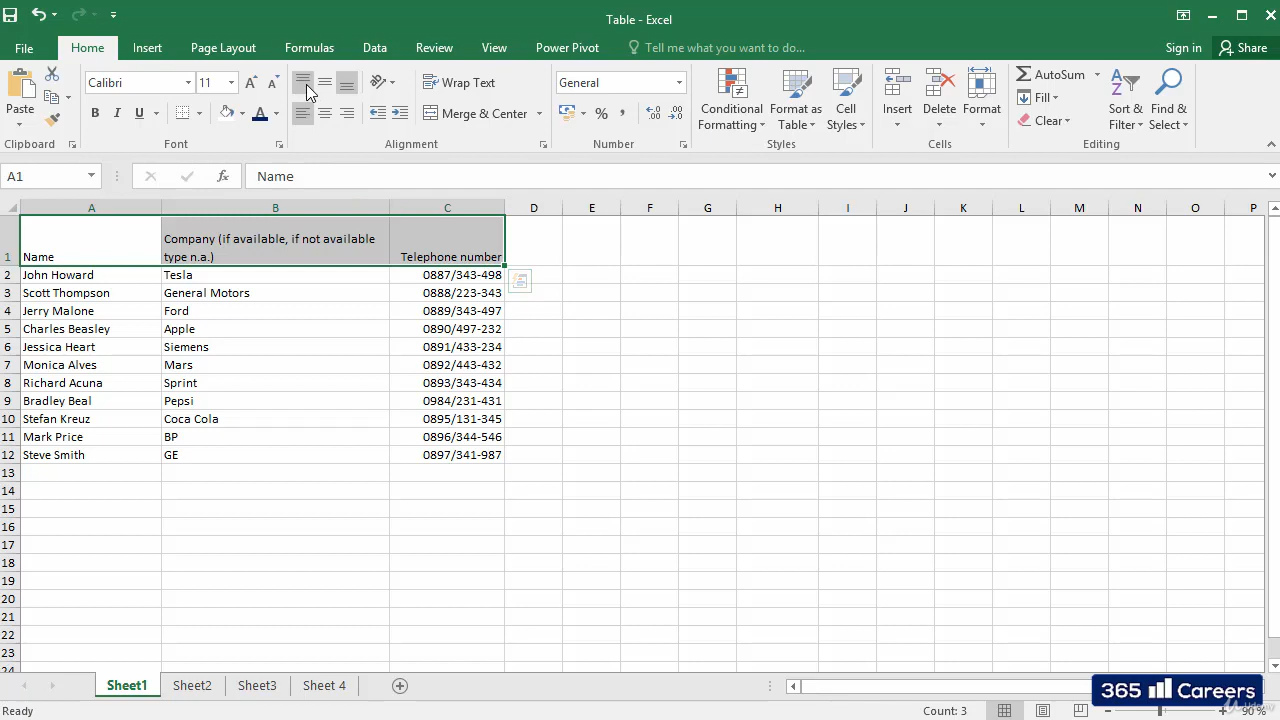 Table - Excel
File Home Insert Page Layout Formulas Data Review View Power Pivot Tell me what you want to do... Sign in Share
Calibri 11 Wrap Text General AutoSum
Fill
Paste B I U Merge & Center % , Conditional Formatting Format as Table Cell Styles Insert Delete Format Clear Sort & Filter Find & Select
Clipboard Font Alignment Number Styles Cells Editing
A1 fx Name
A B C D E F G H I J K L M N O P
Company (if available, if not available
1 Name type n.a.) Telephone number
2 John Howard Tesla 0887/343-498
3 Scott Thompson General Motors 0888/223-343
4 Jerry Malone Ford 0889/343-497
5 Charles Beasley Apple 0890/497-232
6 Jessica Heart Siemens 0891/433-234
7 Monica Alves Mars 0892/443-432
8 Richard Acuna Sprint 0893/343-434
9 Bradley Beal Pepsi 0984/231-431
10 Stefan Kreuz Coca Cola 0895/131-345
11 Mark Price BP 0896/344-546
12 Steve Smith GE 0897/341-987
13
14
15
16
17
18
19
20
21
22
23
24
Sheet1 Sheet2 Sheet3 Sheet 4
365 Careers
Ready Count: 3 90 %